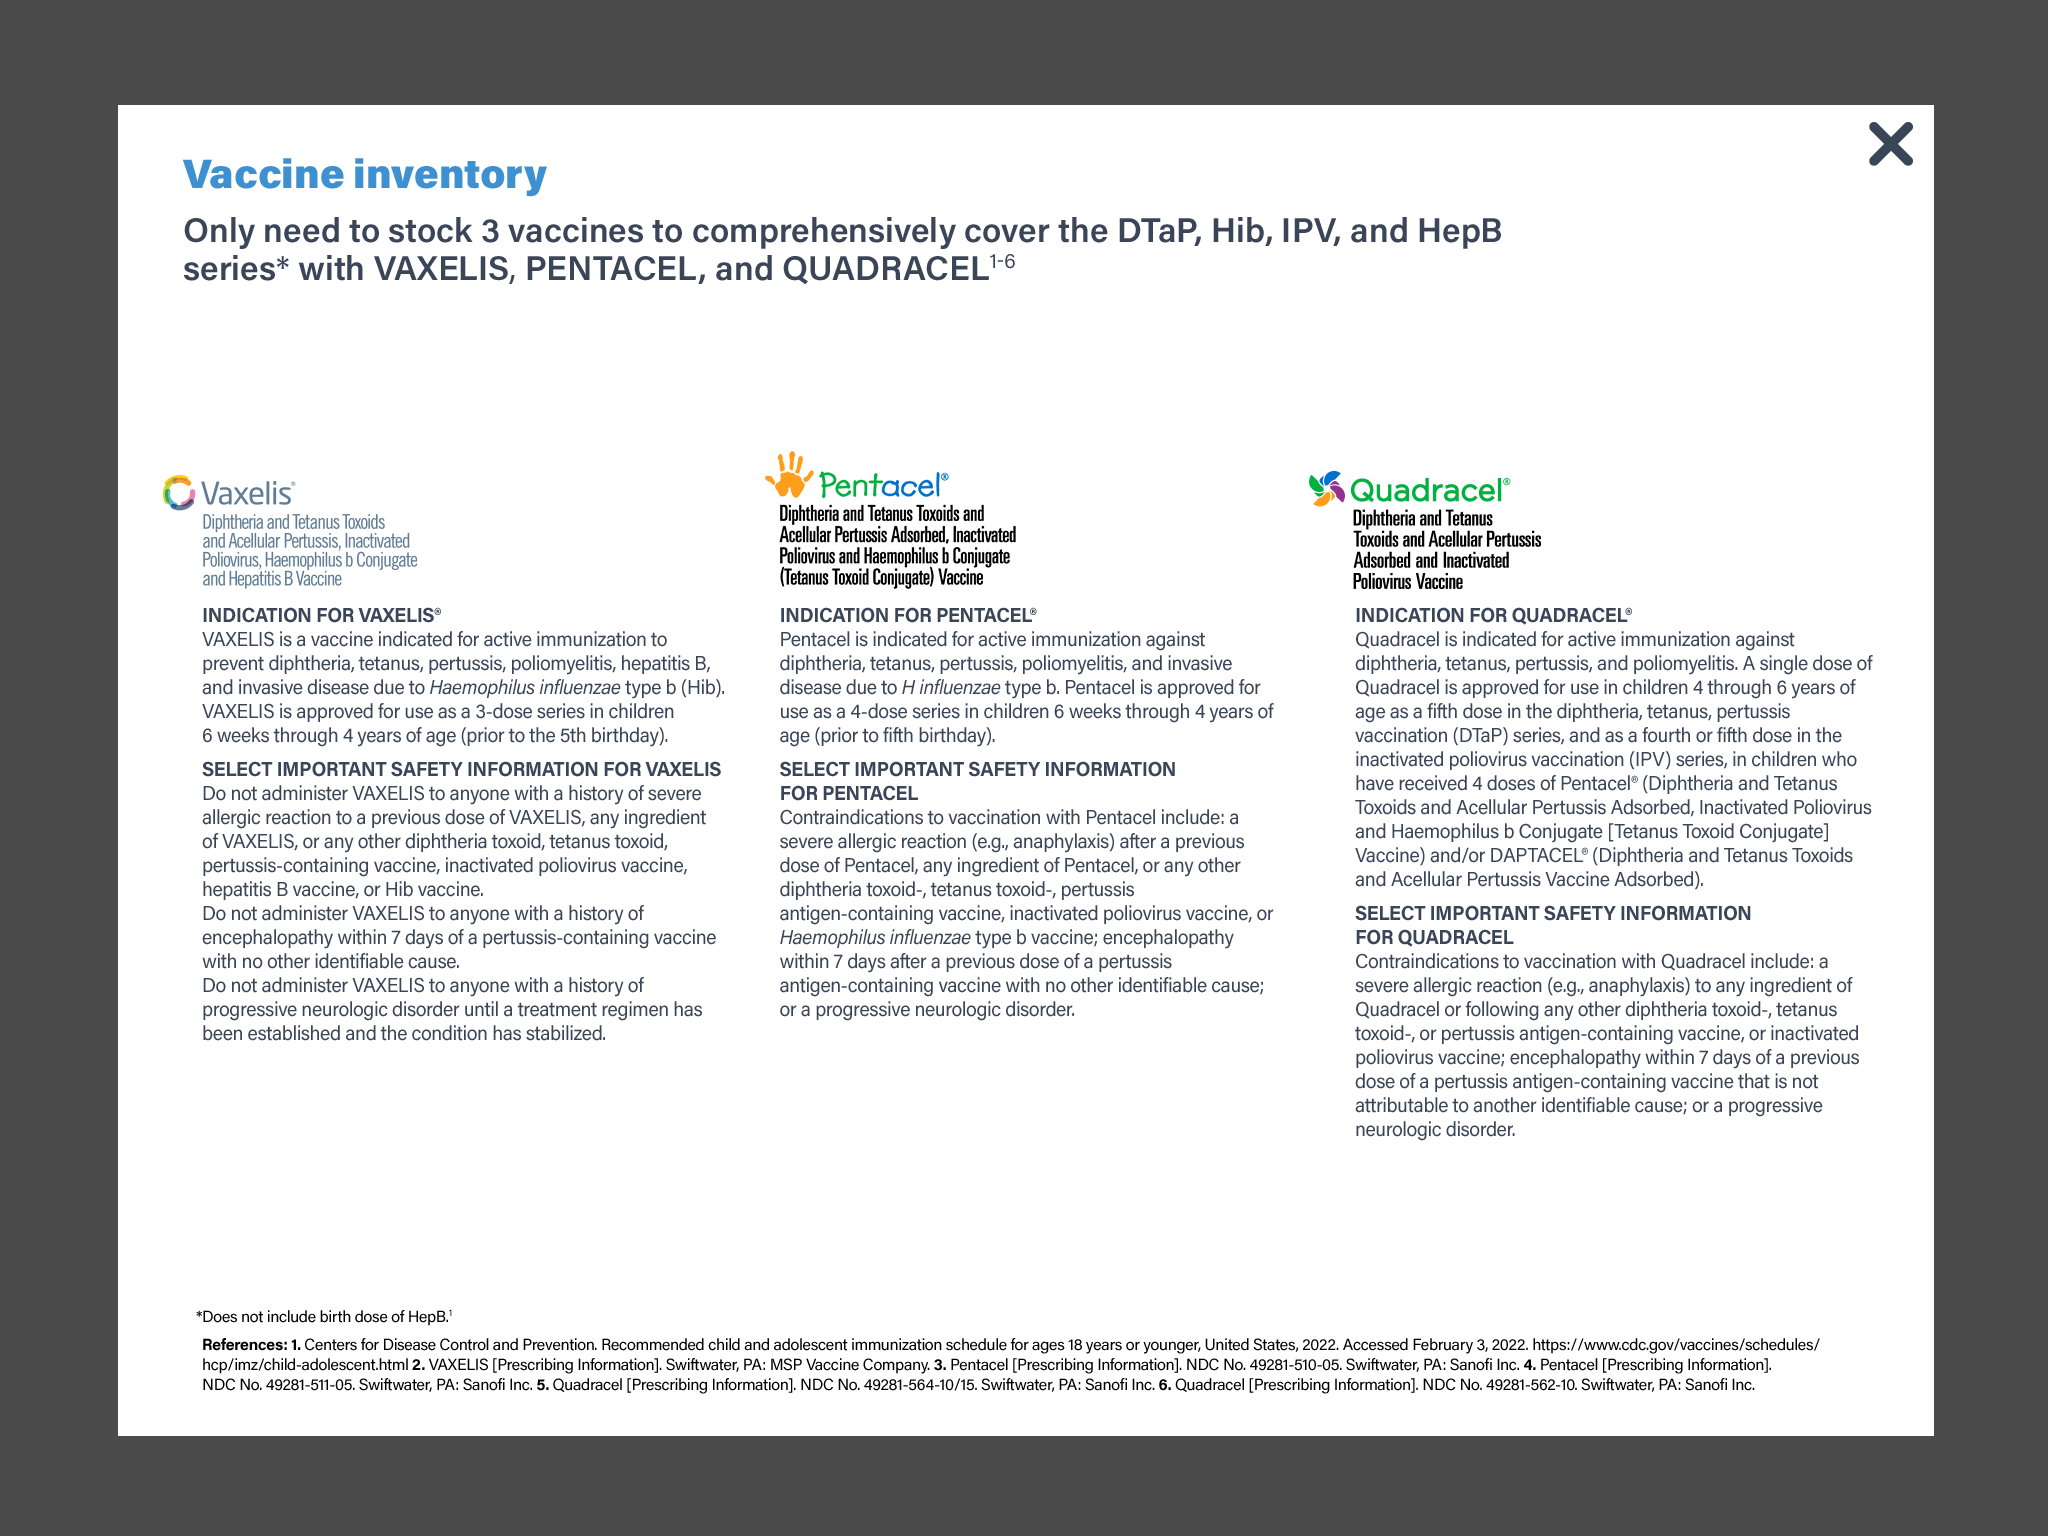 Vaccine inventory
Only need to stock 3 vaccines to comprehensively cover the DTaP, Hib, IPV, and HepB
series* with VAXELIS, PENTACEL, and QUADRACEL1-6
Vaxelis®
Diphtheria and Tetanus Toxoids
and Acellular Pertussis, Inactivated
Poliovirus, Haemophilus b Conjugate
and Hepatitis B Vaccine
INDICATION FOR VAXELIS®
VAXELIS is a vaccine indicated for active immunization to
prevent diphtheria, tetanus, pertussis, poliomyelitis, hepatitis B,
and invasive disease due to Haemophilus influenzae type b (Hib).
VAXELIS is approved for use as a 3-dose series in children
6 weeks through 4 years of age (prior to the 5th birthday).
SELECT IMPORTANT SAFETY INFORMATION FOR VAXELIS
Do not administer VAXELIS to anyone with a history of severe
allergic reaction to a previous dose of VAXELIS, any ingredient
of VAXELIS, or any other diphtheria toxoid, tetanus toxoid,
pertussis-containing vaccine, inactivated poliovirus vaccine,
hepatitis B vaccine, or Hib vaccine.
Do not administer VAXELIS to anyone with a history of
encephalopathy within 7 days of a pertussis-containing vaccine
with no other identifiable cause.
Do not administer VAXELIS to anyone with a history of
progressive neurologic disorder until a treatment regimen has
been established and the condition has stabilized.
Pentacel®
Diphtheria and Tetanus Toxoids and
Acellular Pertussis Adsorbed, Inactivated
Poliovirus and Haemophilus b Conjugate
(Tetanus Toxoid Conjugate) Vaccine
INDICATION FOR PENTACEL®
Pentacel is indicated for active immunization against
diphtheria, tetanus, pertussis, poliomyelitis, and invasive
disease due to H influenzae type b. Pentacel is approved for
use as a 4-dose series in children 6 weeks through 4 years of
age (prior to fifth birthday).
SELECT IMPORTANT SAFETY INFORMATION
FOR PENTACEL
Contraindications to vaccination with Pentacel include: a
severe allergic reaction (e.g., anaphylaxis) after a previous
dose of Pentacel, any ingredient of Pentacel, or any other
diphtheria toxoid-, tetanus toxoid-, pertussis
antigen-containing vaccine, inactivated poliovirus vaccine, or
Haemophilus influenzae type b vaccine; encephalopathy
within 7 days after a previous dose of a pertussis
antigen-containing vaccine with no other identifiable cause;
or a progressive neurologic disorder.
Quadracel®
Diphtheria and Tetanus
Toxoids and Acellular Pertussis
Adsorbed and Inactivated
Poliovirus Vaccine
INDICATION FOR QUADRACEL®
Quadracel is indicated for active immunization against
diphtheria, tetanus, pertussis, and poliomyelitis. A single dose of
Quadracel is approved for use in children 4 through 6 years of
age as a fifth dose in the diphtheria, tetanus, pertussis
vaccination (DTaP) series, and as a fourth or fifth dose in the
inactivated poliovirus vaccination (IPV) series, in children who
have received 4 doses of Pentacel® (Diphtheria and Tetanus
Toxoids and Acellular Pertussis Adsorbed, Inactivated Poliovirus
and Haemophilus b Conjugate [Tetanus Toxoid Conjugate]
Vaccine) and/or DAPTACEL® (Diphtheria and Tetanus Toxoids
and Acellular Pertussis Vaccine Adsorbed).
SELECT IMPORTANT SAFETY INFORMATION
FOR QUADRACEL
Contraindications to vaccination with Quadracel include: a
severe allergic reaction (e.g., anaphylaxis) to any ingredient of
Quadracel or following any other diphtheria toxoid-, tetanus
toxoid-, or pertussis antigen-containing vaccine, or inactivated
poliovirus vaccine; encephalopathy within 7 days of a previous
dose of a pertussis antigen-containing vaccine that is not
attributable to another identifiable cause; or a progressive
neurologic disorder.
*Does not include birth dose of HepB.1
References: 1. Centers for Disease Control and Prevention. Recommended child and adolescent immunization schedule for ages 18 years or younger, United States, 2022. Accessed February 3, 2022. https://www.cdc.gov/vaccines/schedules/
hcp/imz/child-adolescent.html 2. VAXELIS [Prescribing Information]. Swiftwater, PA: MSP Vaccine Company. 3. Pentacel [Prescribing Information]. NDC No. 49281-510-05. Swiftwater, PA: Sanofi Inc. 4. Pentacel [Prescribing Information].
NDC No. 49281-511-05. Swiftwater, PA: Sanofi Inc. 5. Quadracel [Prescribing Information]. NDC No. 49281-564-10/15. Swiftwater, PA: Sanofi Inc. 6. Quadracel [Prescribing Information]. NDC No. 49281-562-10. Swiftwater, PA: Sanofi Inc.